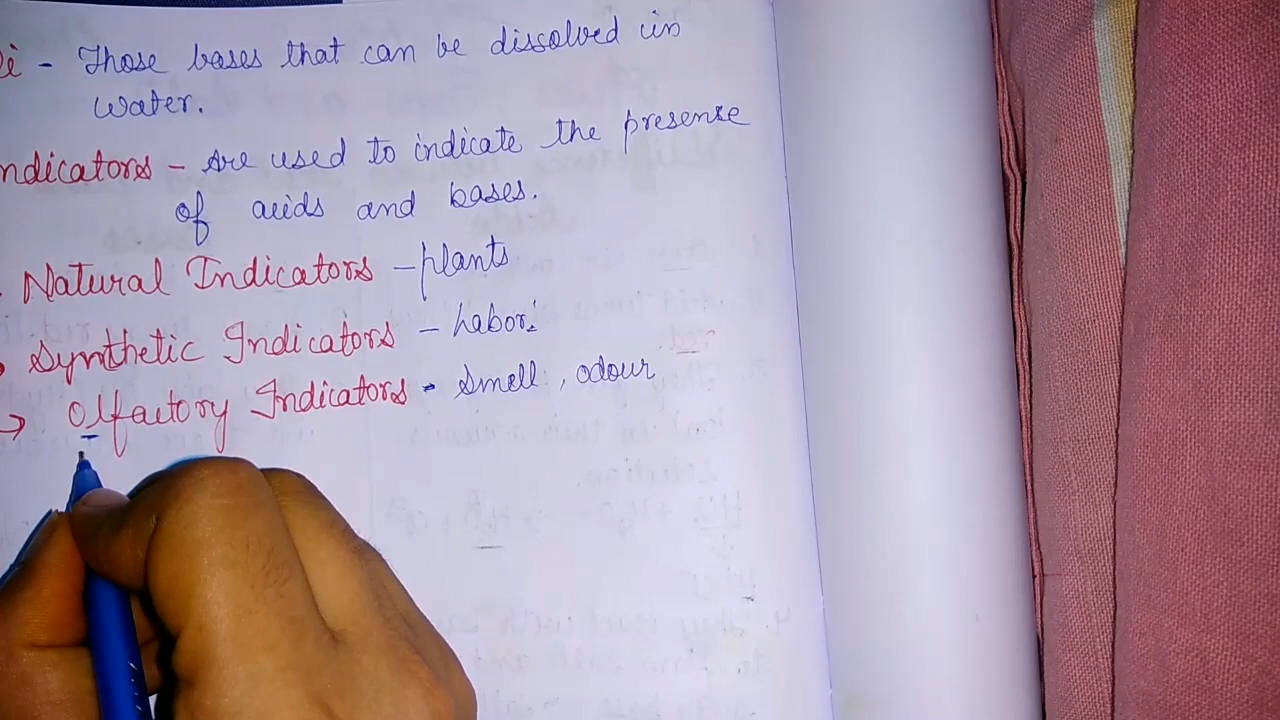 i - Those bases that can be dissolved in
water.
ndicators - Are used to indicate the presence
of acids and bases.
Natural Indicators - plants
Synthetic Indicators - Labor.
→ Olfactory Indicators - Smell, odour